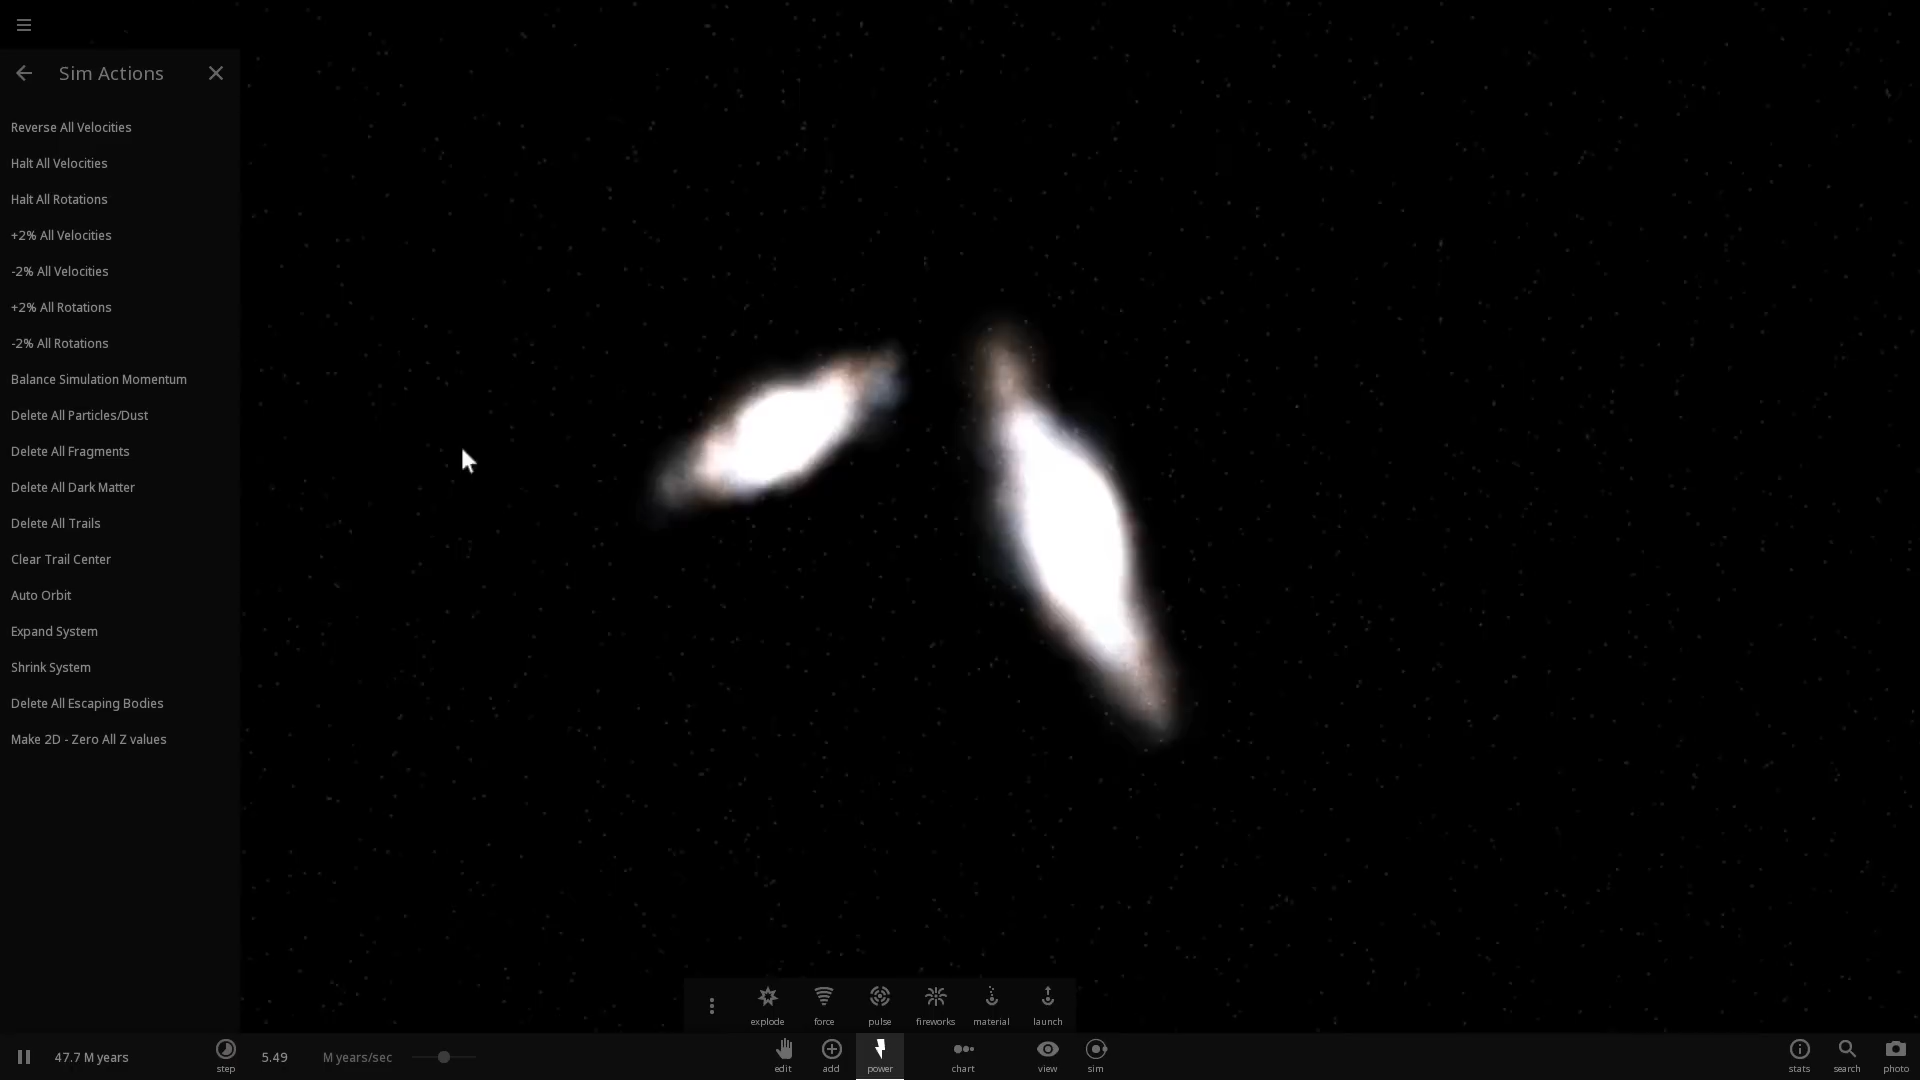 Sim Actions
Reverse All Velocities
Halt All Velocities
Halt All Rotations
+2% All Velocities
-2% All Velocities
+2% All Rotations
-2% All Rotations
Balance Simulation Momentum
Delete All Particles/Dust
Delete All Fragments
Delete All Dark Matter
Delete All Trails
Clear Trail Center
Auto Orbit
Expand System
Shrink System
Delete All Escaping Bodies
Make 2D - Zero All Z values
explode force pulse fireworks material launch
47.7 M years step 5.49 M years/sec edit add power chart view sim stats search photo